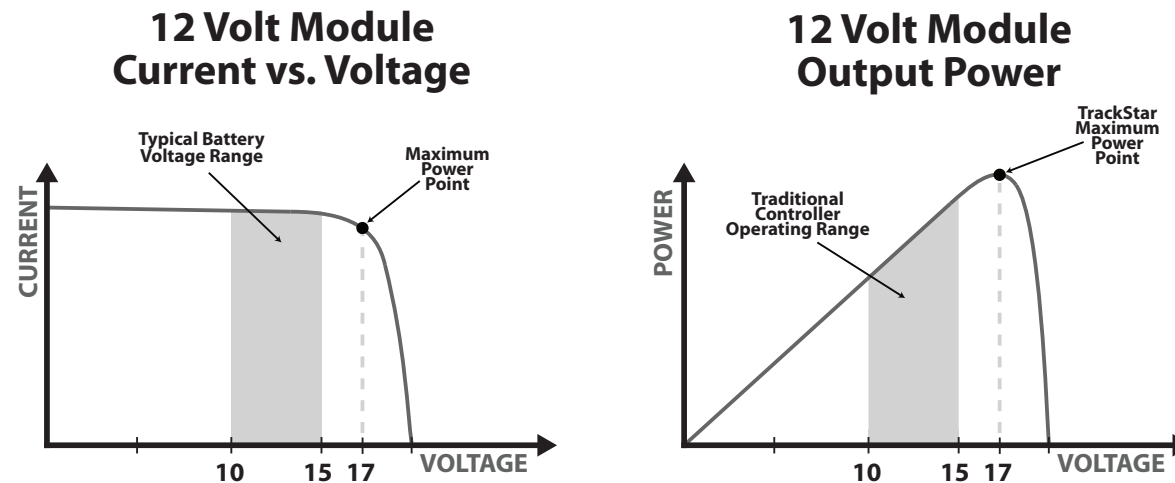 12 Volt Module
Current vs. Voltage
Typical Battery
Voltage Range
Maximum
Power
Point
CURRENT
10
15
17
VOLTAGE
12 Volt Module
Output Power
TrackStar
Maximum
Power
Point
Traditional
Controller
Operating Range
POWER
10
15
17
VOLTAGE